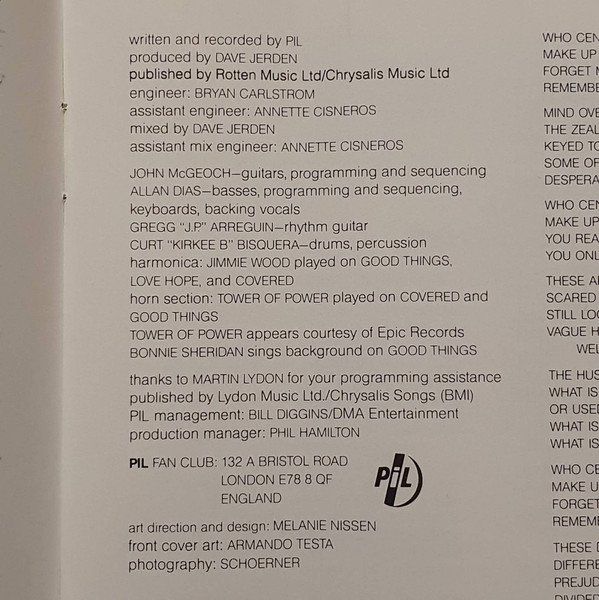 written and recorded by PIL
produced by DAVE JERDEN
published by Rotten Music Ltd/Chrysalis Music Ltd
engineer: BRYAN CARLSTROM
assistant engineer: ANNETTE CISNEROS
mixed by DAVE JERDEN
assistant mix engineer: ANNETTE CISNEROS
JOHN McGEOCH–guitars, programming and sequencing
ALLAN DIAS–basses, programming and sequencing,
keyboards, backing vocals
GREGG "J.P" ARREGUIN–rhythm guitar
CURT "KIRKEE B" BISQUERA–drums, percussion
harmonica: JIMMIE WOOD played on GOOD THINGS,
LOVE HOPE, and COVERED
horn section: TOWER OF POWER played on COVERED and
GOOD THINGS
TOWER OF POWER appears courtesy of Epic Records
BONNIE SHERIDAN sings background on GOOD THINGS
thanks to MARTIN LYDON for your programming assistance
published by Lydon Music Ltd./Chrysalis Songs (BMI)
PIL management: BILL DIGGINS/DMA Entertainment
production manager: PHIL HAMILTON
PIL FAN CLUB: 132 A BRISTOL ROAD
LONDON E78 8 QF
ENGLAND
PiL
art direction and design: MELANIE NISSEN
front cover art: ARMANDO TESTA
photography: SCHOERNER
WHO CEN
MAKE UP
FORGET
REMEMBE
MIND OVE
THE ZEAL
KEYED TO
SOME OF
DESPERA
WHO CEN
MAKE UP
YOU REA
YOU ONL
THESE A
SCARED
STILL LOO
VAGUE H
WEL
THE HUS
WHAT IS
OR USED
WHAT IS
WHAT IS
WHO CE
MAKE U
FORGET
REMEM
THESE
DIFFERE
PREJUD
DIVIDED